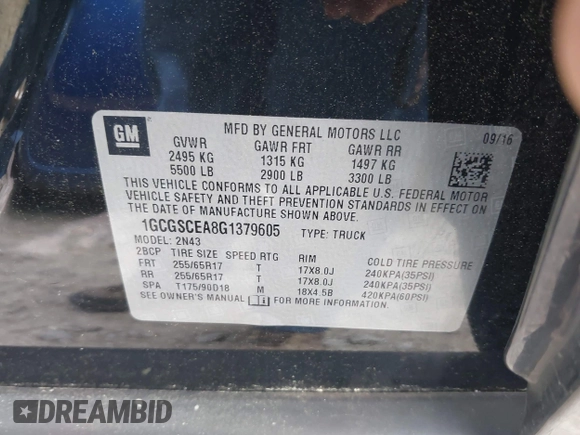 GM
MFD BY GENERAL MOTORS LLC
09/16
GVWR GAWR FRT GAWR RR
2495 KG 1315 KG 1497 KG
5500 LB 2900 LB 3300 LB
THIS VEHICLE CONFORMS TO ALL APPLICABLE U.S. FEDERAL MOTOR
VEHICLE SAFETY AND THEFT PREVENTION STANDARDS IN EFFECT ON
THE DATE OF MANUFACTURE SHOWN ABOVE.
1GCGSCEA8G1379605 TYPE: TRUCK
MODEL: 2N43
2BCP TIRE SIZE SPEED RTG RIM COLD TIRE PRESSURE
FRT 255/65R17 T 17X8.0J 240KPA(35PSI)
RR 255/65R17 T 17X8.0J 240KPA(35PSI)
SPA T175/90D18 M 18X4.5B 420KPA(60PSI)
SEE OWNER'S MANUAL FOR MORE INFORMATION.
DREAMBID